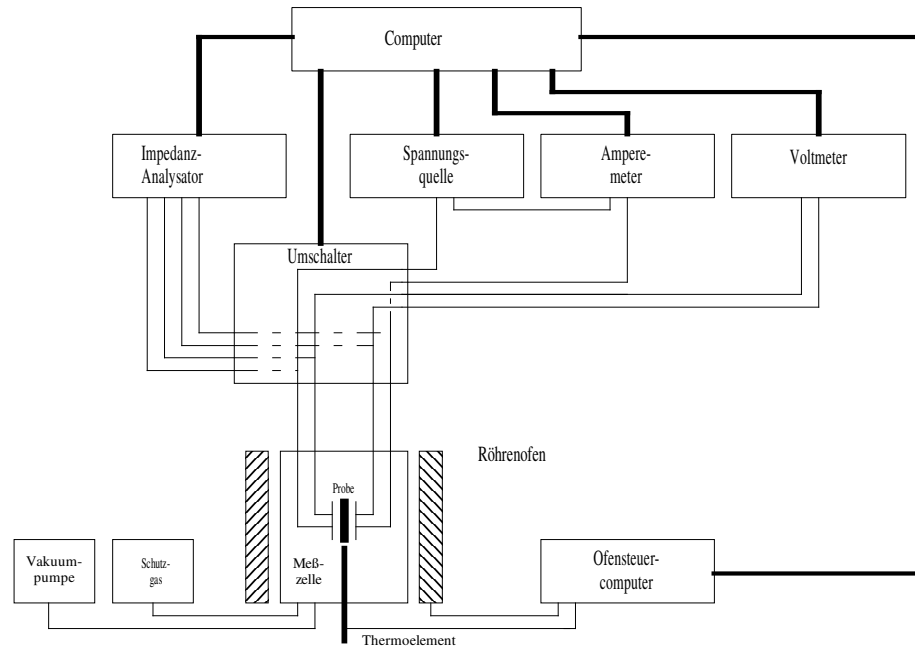 Computer
Impedanz-
Analysator
Spannungs-
quelle
Ampere-
meter
Voltmeter
Umschalter
Röhrenofen
Probe
Meß-
zelle
Vakuum-
pumpe
Schutz-
gas
Ofensteuer-
computer
Thermoelement